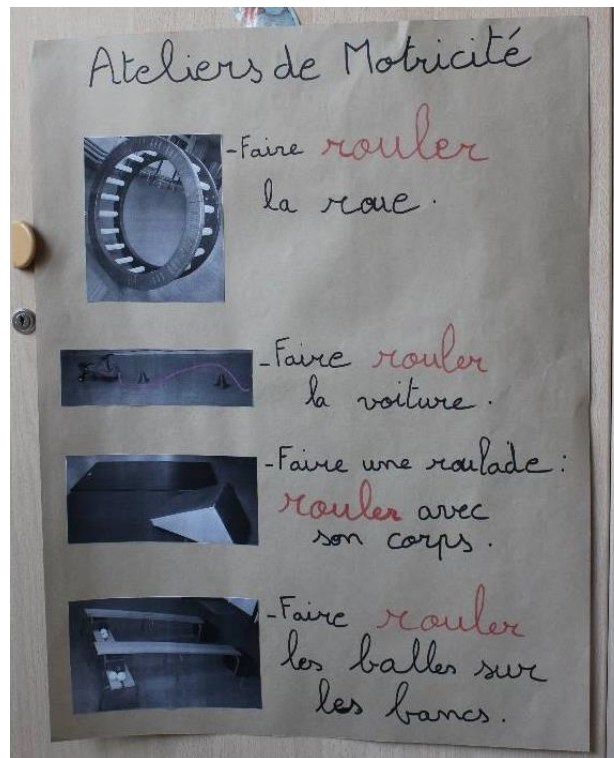 Ateliers de Motricité
- Faire rouler
la roue.
- Faire rouler
la voiture.
- Faire une roulade :
rouler avec
son corps.
- Faire rouler
les balles sur
les bancs.